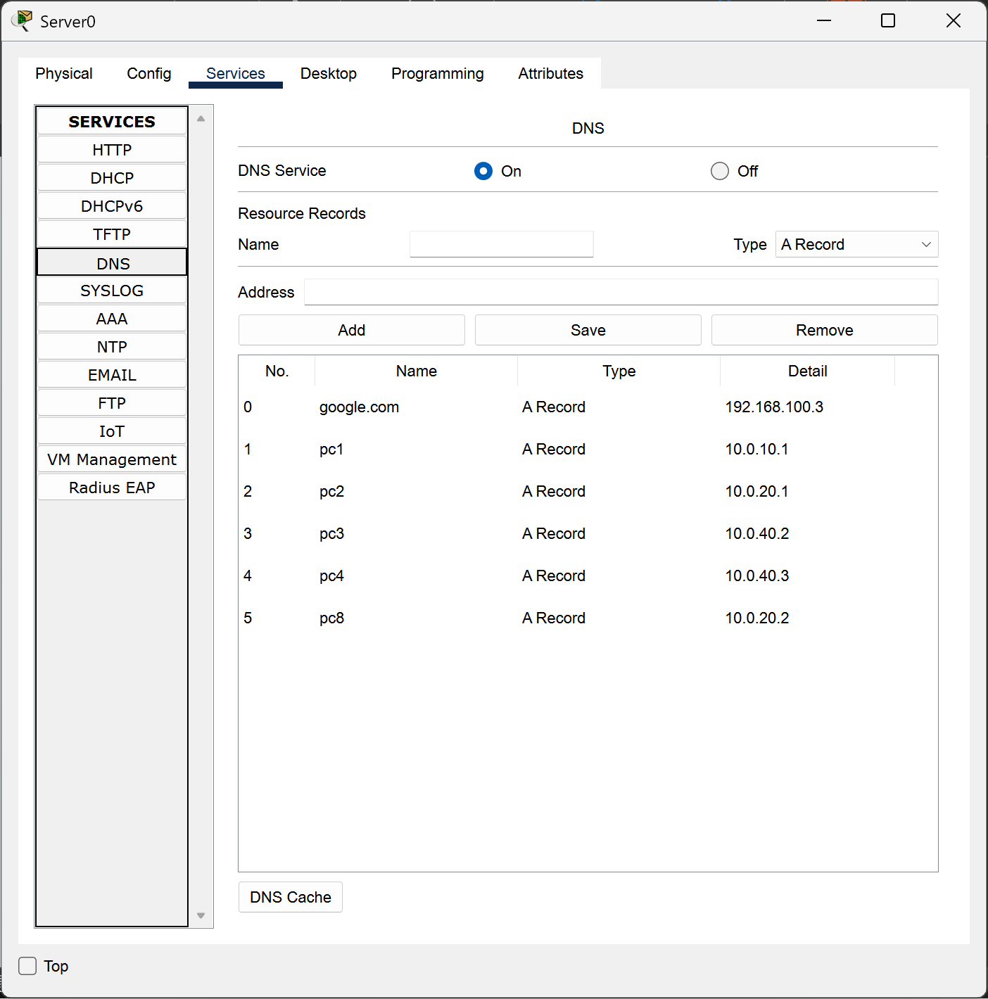 Server0
Physical Config Services Desktop Programming Attributes
SERVICES
HTTP
DHCP
DHCPv6
TFTP
DNS
SYSLOG
AAA
NTP
EMAIL
FTP
IoT
VM Management
Radius EAP
DNS
DNS Service On Off
Resource Records
Name Type A Record
Address
Add Save Remove
No. Name Type Detail
0 google.com A Record 192.168.100.3
1 pc1 A Record 10.0.10.1
2 pc2 A Record 10.0.20.1
3 pc3 A Record 10.0.40.2
4 pc4 A Record 10.0.40.3
5 pc8 A Record 10.0.20.2
DNS Cache
Top